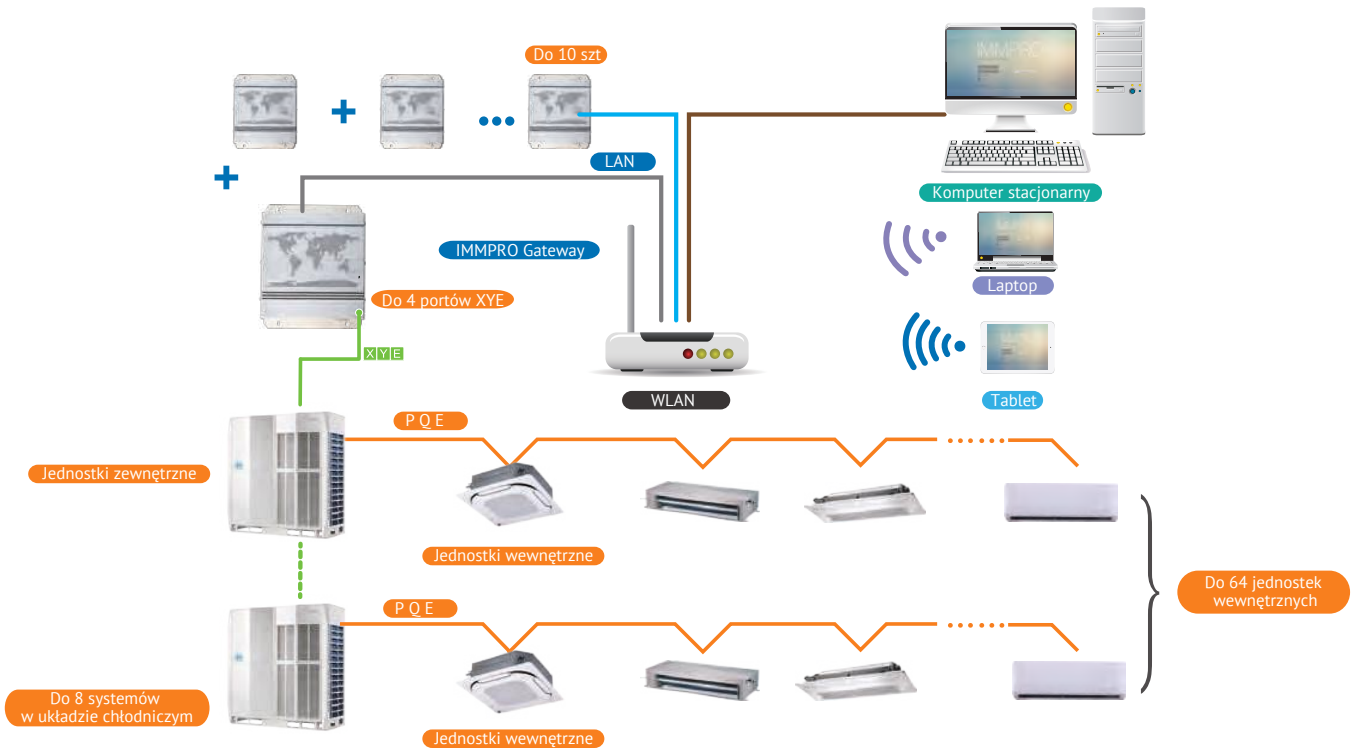 Do 10 szt
IMMPRO
LAN
Komputer stacjonarny
IMMPRO Gateway
Laptop
Do 4 portów XYE
X Y E
WLAN
Tablet
P Q E
Jednostki zewnętrzne
Jednostki wewnętrzne
Do 64 jednostek
wewnętrznych
P Q E
Do 8 systemów
w układzie chłodniczym
Jednostki wewnętrzne